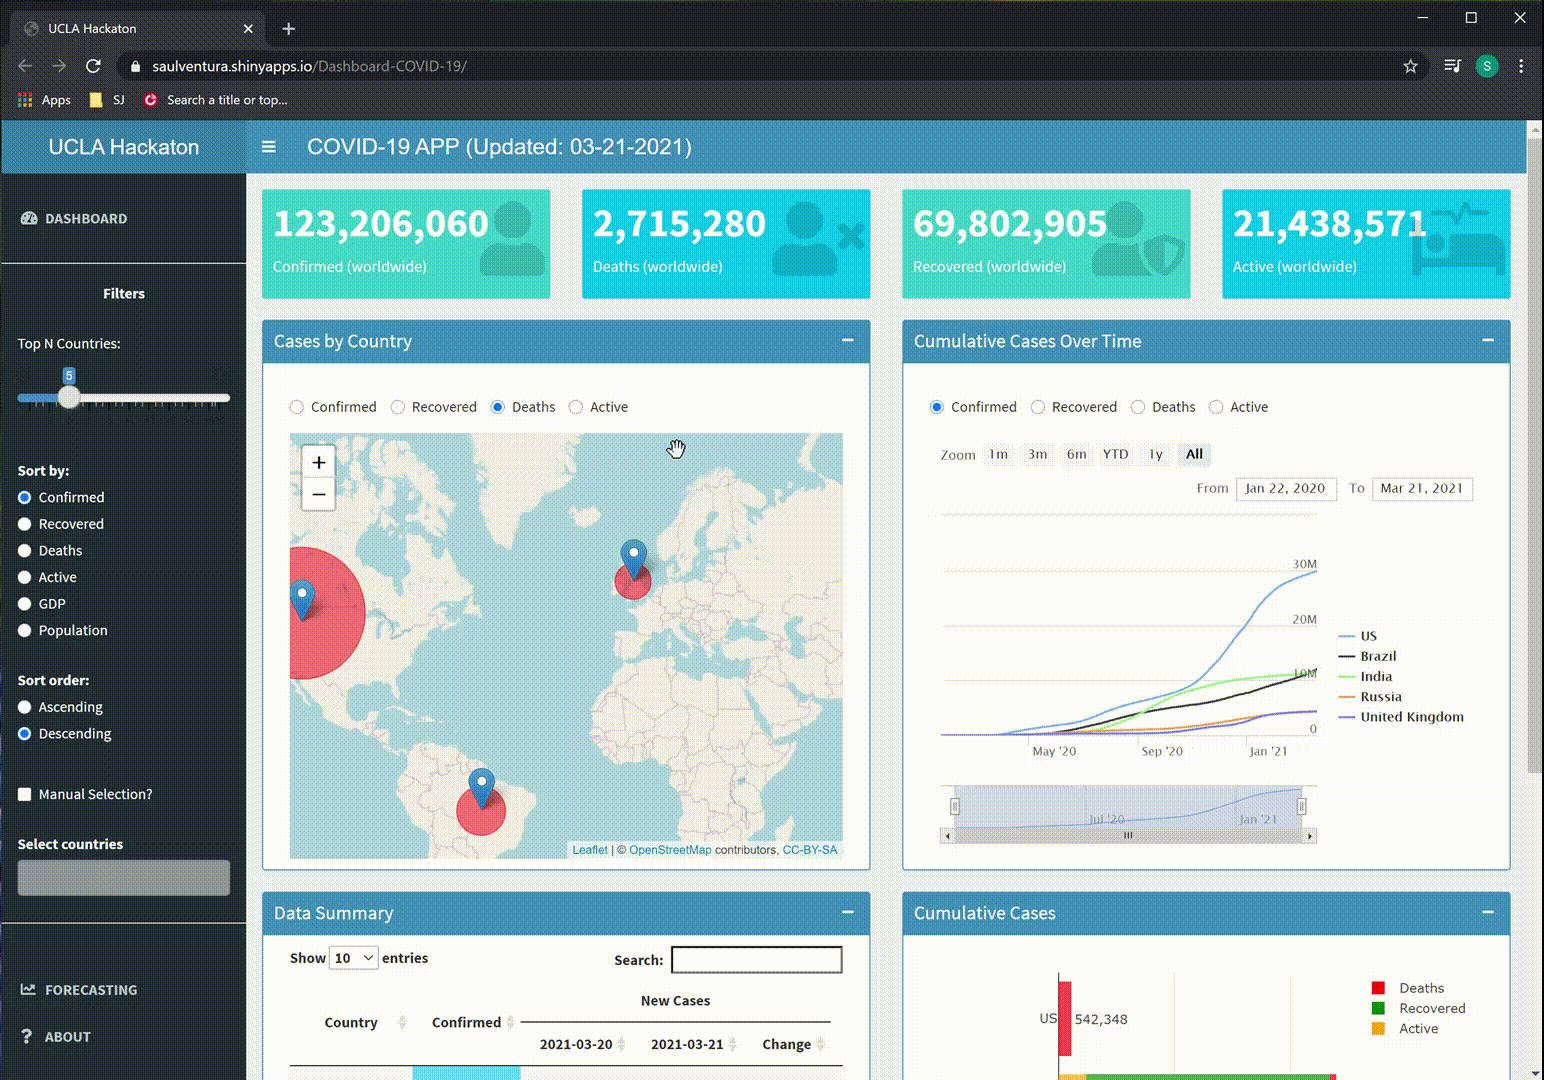 UCLA Hackaton
saulventura.shinyapps.io/Dashboard-COVID-19/
Apps SJ Search a title or top...
UCLA Hackaton
COVID-19 APP (Updated: 03-21-2021)
DASHBOARD
Filters
Top N Countries:
5
Sort by:
Confirmed
Recovered
Deaths
Active
GDP
Population
Sort order:
Ascending
Descending
Manual Selection?
Select countries
FORECASTING
ABOUT
123,206,060
Confirmed (worldwide)
2,715,280
Deaths (worldwide)
69,802,905
Recovered (worldwide)
21,438,571
Active (worldwide)
Cases by Country
Confirmed Recovered Deaths Active
+
−
Leaflet | © OpenStreetMap contributors, CC-BY-SA
Cumulative Cases Over Time
Confirmed Recovered Deaths Active
Zoom 1m 3m 6m YTD 1y All
From Jan 22, 2020 To Mar 21, 2021
30M
20M
10M
0
May '20 Sep '20 Jan '21
US
Brazil
India
Russia
United Kingdom
Jul '20 Jan '21
Data Summary
Show 10 entries
Search:
New Cases
Country Confirmed
2021-03-20 2021-03-21 Change
Cumulative Cases
US 542,348
Deaths
Recovered
Active
S